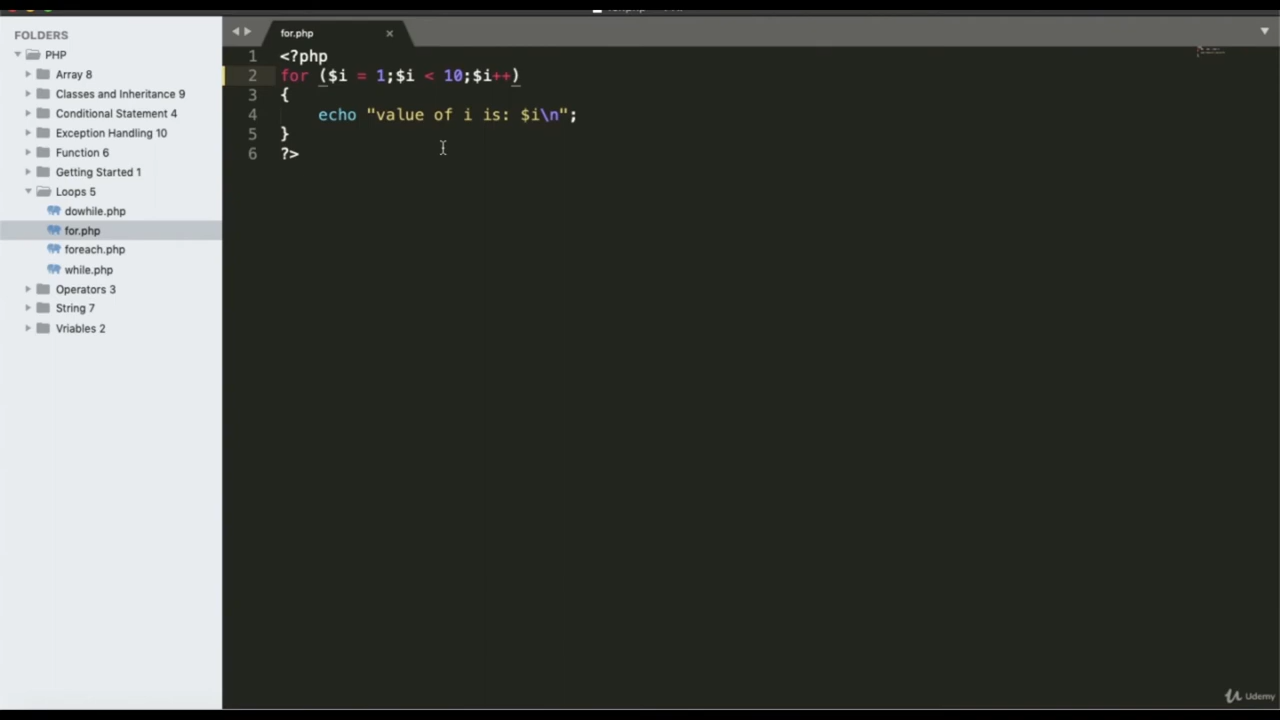 FOLDERS
PHP
Array 8
Classes and Inheritance 9
Conditional Statement 4
Exception Handling 10
Function 6
Getting Started 1
Loops 5
dowhile.php
for.php
foreach.php
while.php
Operators 3
String 7
Vriables 2
for.php
1 <?php
2 for ($i = 1;$i < 10;$i++)
3 {
4 echo "value of i is: $i\n";
5 }
6 ?>
Udemy